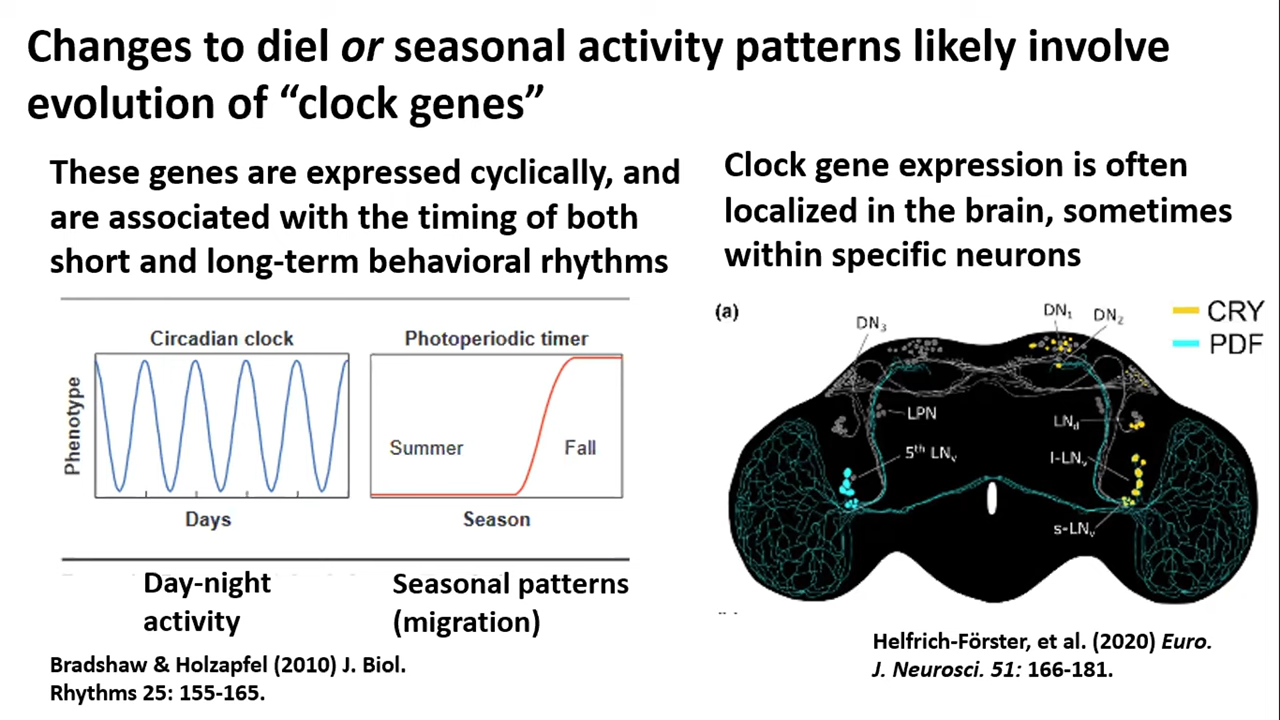 Changes to diel or seasonal activity patterns likely involve
evolution of “clock genes”
These genes are expressed cyclically, and
are associated with the timing of both
short and long-term behavioral rhythms
Circadian clock
Photoperiodic timer
Phenotype
Summer
Fall
Days
Season
Day-night
activity
Seasonal patterns
(migration)
Bradshaw & Holzapfel (2010) J. Biol.
Rhythms 25: 155-165.
Clock gene expression is often
localized in the brain, sometimes
within specific neurons
(a)
DN3
DN1
DN2
CRY
PDF
LPN
LNd
5th LNv
l-LNv
s-LNv
Helfrich-Förster, et al. (2020) Euro.
J. Neurosci. 51: 166-181.